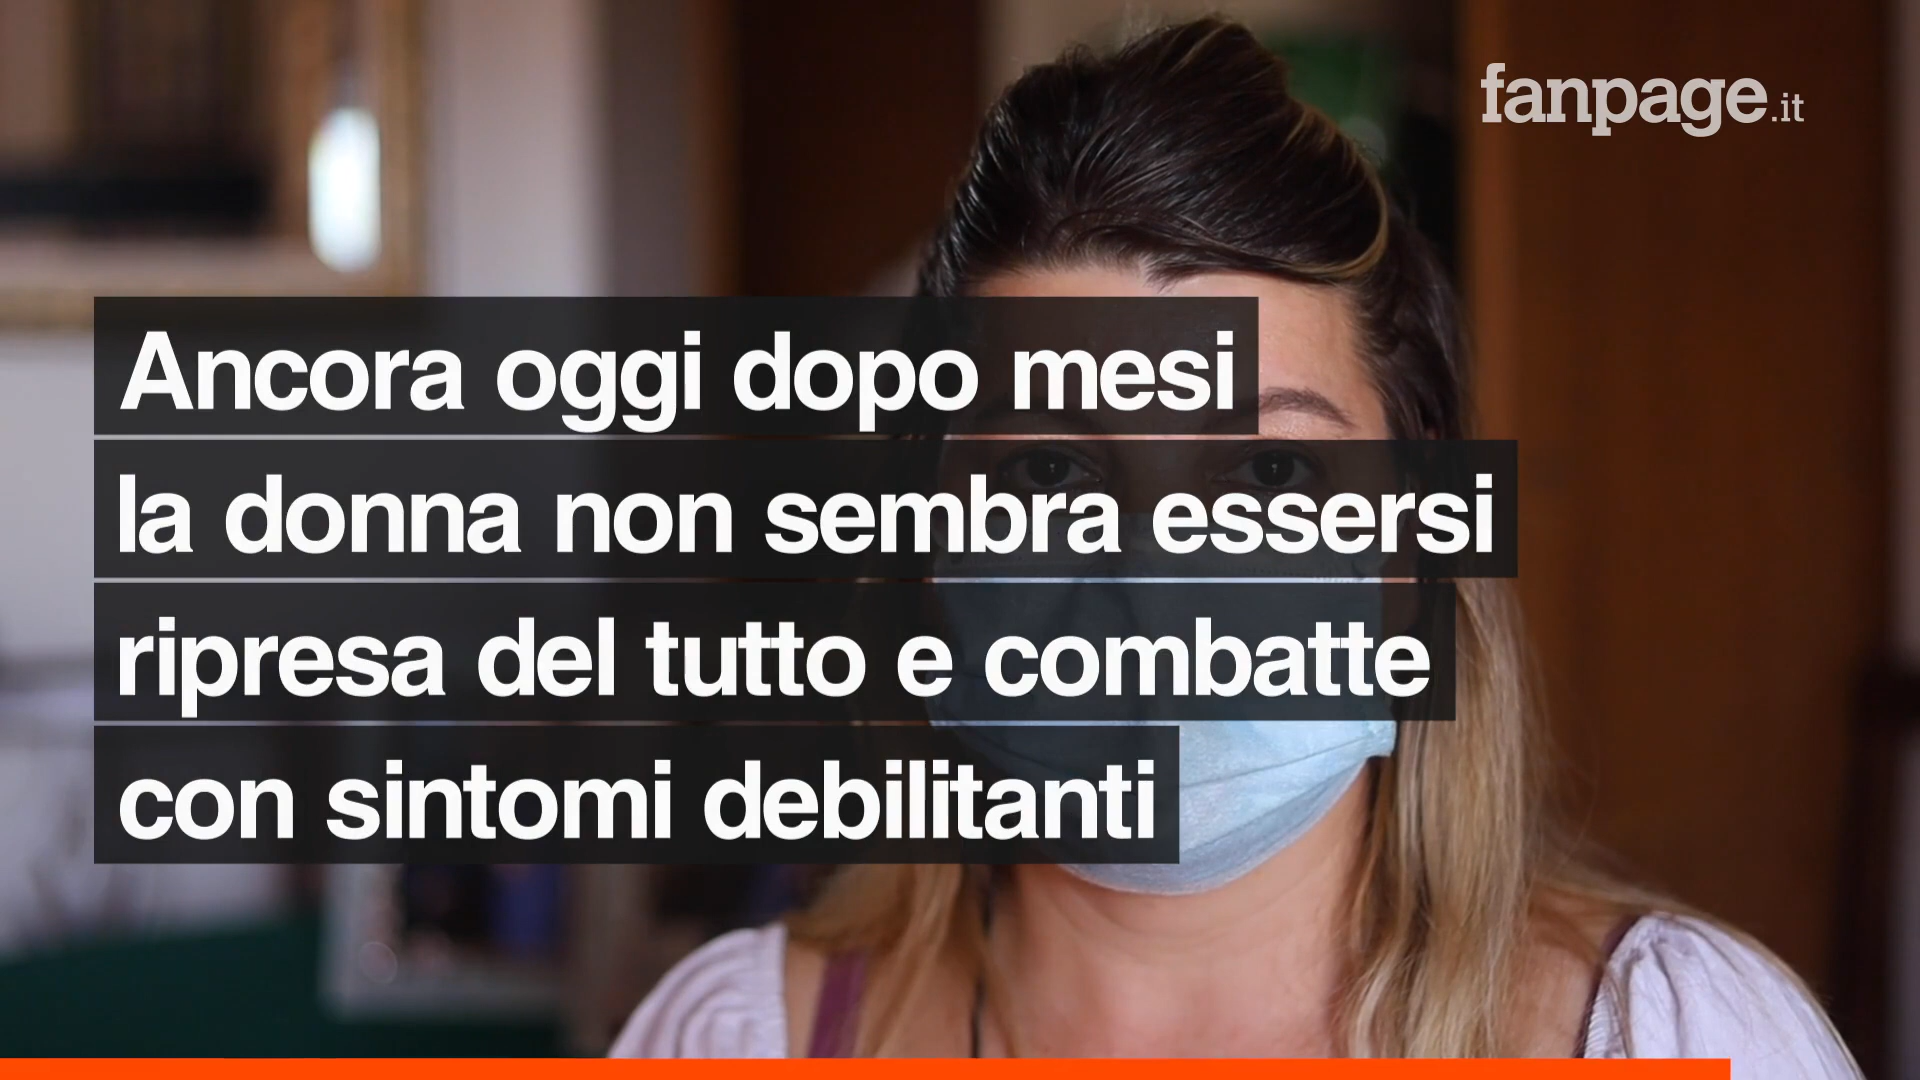 fanpage.it
Ancora oggi dopo mesi
la donna non sembra essersi
ripresa del tutto e combatte
con sintomi debilitanti